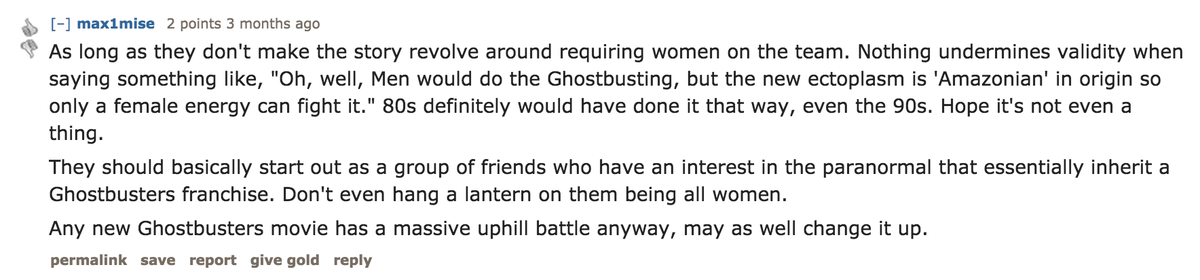 [–] max1mise 2 points 3 months ago
As long as they don't make the story revolve around requiring women on the team. Nothing undermines validity when
saying something like, "Oh, well, Men would do the Ghostbusting, but the new ectoplasm is 'Amazonian' in origin so
only a female energy can fight it." 80s definitely would have done it that way, even the 90s. Hope it's not even a
thing.
They should basically start out as a group of friends who have an interest in the paranormal that essentially inherit a
Ghostbusters franchise. Don't even hang a lantern on them being all women.
Any new Ghostbusters movie has a massive uphill battle anyway, may as well change it up.
permalink save report give gold reply